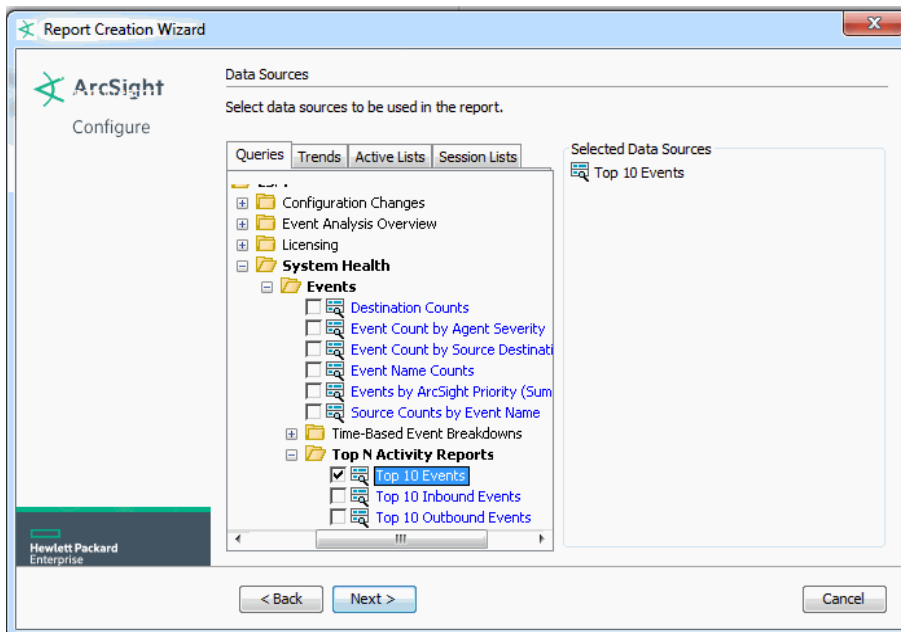 Report Creation Wizard
ArcSight
Configure
Data Sources
Select data sources to be used in the report.
Queries Trends Active Lists Session Lists
Configuration Changes
Event Analysis Overview
Licensing
System Health
Events
Destination Counts
Event Count by Agent Severity
Event Count by Source Destinati
Event Name Counts
Events by ArcSight Priority (Sum
Source Counts by Event Name
Time-Based Event Breakdowns
Top N Activity Reports
Top 10 Events
Top 10 Inbound Events
Top 10 Outbound Events
Selected Data Sources
Top 10 Events
Hewlett Packard
Enterprise
< Back Next > Cancel